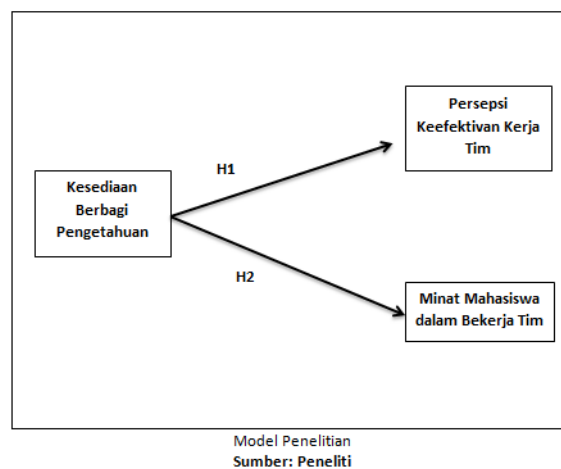 Persepsi
Keefektivan Kerja
Tim
H1
Kesediaan
Berbagi
Pengetahuan
H2
Minat Mahasiswa
dalam Bekerja Tim
Model Penelitian
Sumber: Peneliti